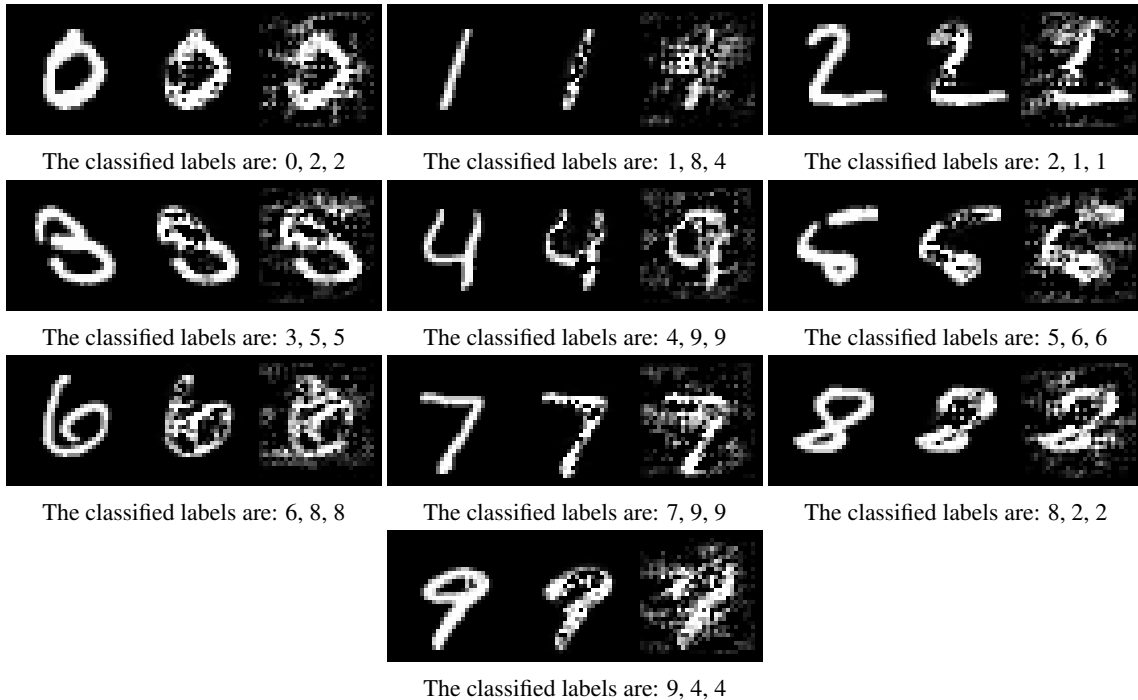 The classified labels are: 0, 2, 2
The classified labels are: 1, 8, 4
The classified labels are: 2, 1, 1
The classified labels are: 3, 5, 5
The classified labels are: 4, 9, 9
The classified labels are: 5, 6, 6
The classified labels are: 6, 8, 8
The classified labels are: 7, 9, 9
The classified labels are: 8, 2, 2
The classified labels are: 9, 4, 4